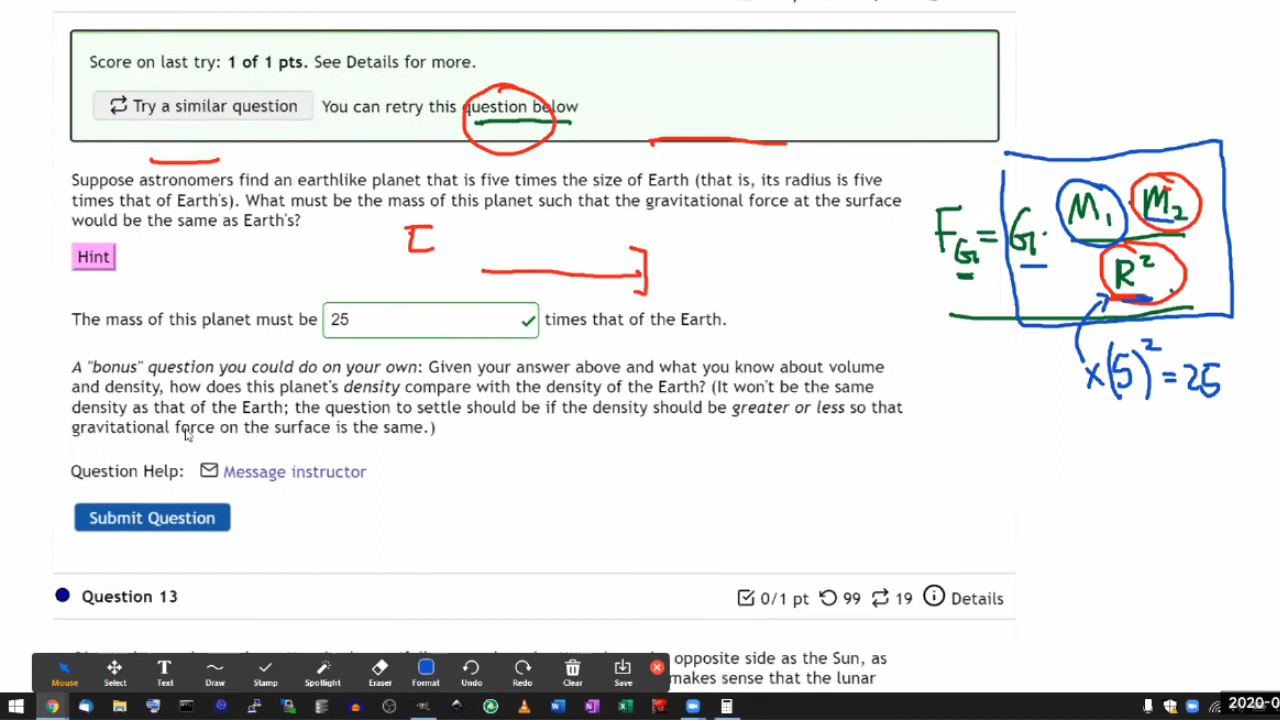 Score on last try: 1 of 1 pts. See Details for more.
Try a similar question You can retry this question below
Suppose astronomers find an earthlike planet that is five times the size of Earth (that is, its radius is five
times that of Earth's). What must be the mass of this planet such that the gravitational force at the surface
would be the same as Earth's?
Hint
F_G = G · M₁ M₂
R²
x(5)² = 25
The mass of this planet must be 25 times that of the Earth.
A "bonus" question you could do on your own: Given your answer above and what you know about volume
and density, how does this planet's density compare with the density of the Earth? (It won't be the same
density as that of the Earth; the question to settle should be if the density should be greater or less so that
gravitational force on the surface is the same.)
Question Help: Message instructor
Submit Question
Question 13 0/1 pt 99 19 Details
opposite side as the Sun, as
makes sense that the lunar
Mouse Select Text Draw Stamp Spotlight Eraser Format Undo Redo Clear Save